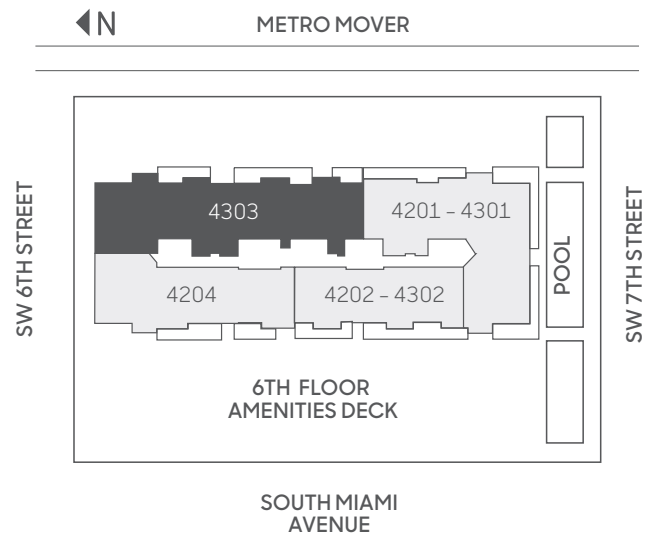 N
METRO MOVER
SW 6TH STREET
4303
4201 – 4301
4204
4202 – 4302
POOL
SW 7TH STREET
6TH FLOOR
AMENITIES DECK
SOUTH MIAMI
AVENUE